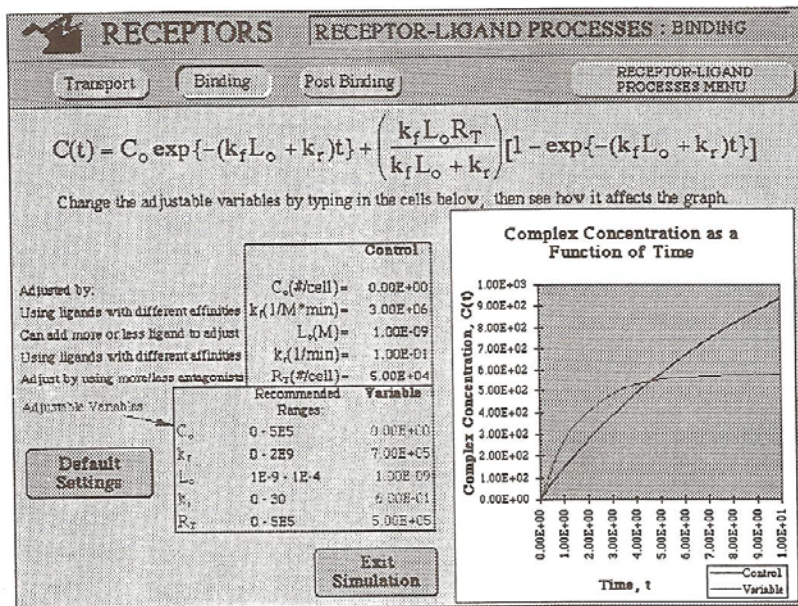 RECEPTORS
RECEPTOR-LIGAND PROCESSES : BINDING
Transport
Binding
Post Binding
RECEPTOR-LIGAND
PROCESSES MENU
C(t) = C₀ exp{-(k_f L₀ + k_r)t} + (k_f L₀ R_T / k_f L₀ + k_r) [1 - exp{-(k_f L₀ + k_r)t}]
Change the adjustable variables by typing in the cells below, then see how it affects the graph.
Control
Adjusted by:
C₀(#/cell)= 0.00E+00
Using ligands with different affinities k_f(1/M*min)= 3.00E+06
Can add more or less ligand to adjust L₀(M)= 1.00E-09
Using ligands with different affinities k_r(1/min)= 1.00E-01
Adjust by using more/less antagonists R_T(#/cell)= 5.00E+04
Adjustable Variables
Recommended
Ranges:
Variable
C₀ 0 - 5E5 0.00E+00
k_f 0 - 2E9 7.00E+05
L₀ 1E-9 - 1E-4 1.00E-09
k_r 0 - 30 6.00E-01
R_T 0 - 5E5 5.00E+05
Default
Settings
Exit
Simulation
Complex Concentration as a
Function of Time
Complex Concentration, C(t)
1.00E+03
9.00E+02
8.00E+02
7.00E+02
6.00E+02
5.00E+02
4.00E+02
3.00E+02
2.00E+02
1.00E+02
0.00E+00
0.00E+00
1.00E+00
2.00E+00
3.00E+00
4.00E+00
5.00E+00
6.00E+00
7.00E+00
8.00E+00
9.00E+00
1.00E+01
Time, t
Control
Variable